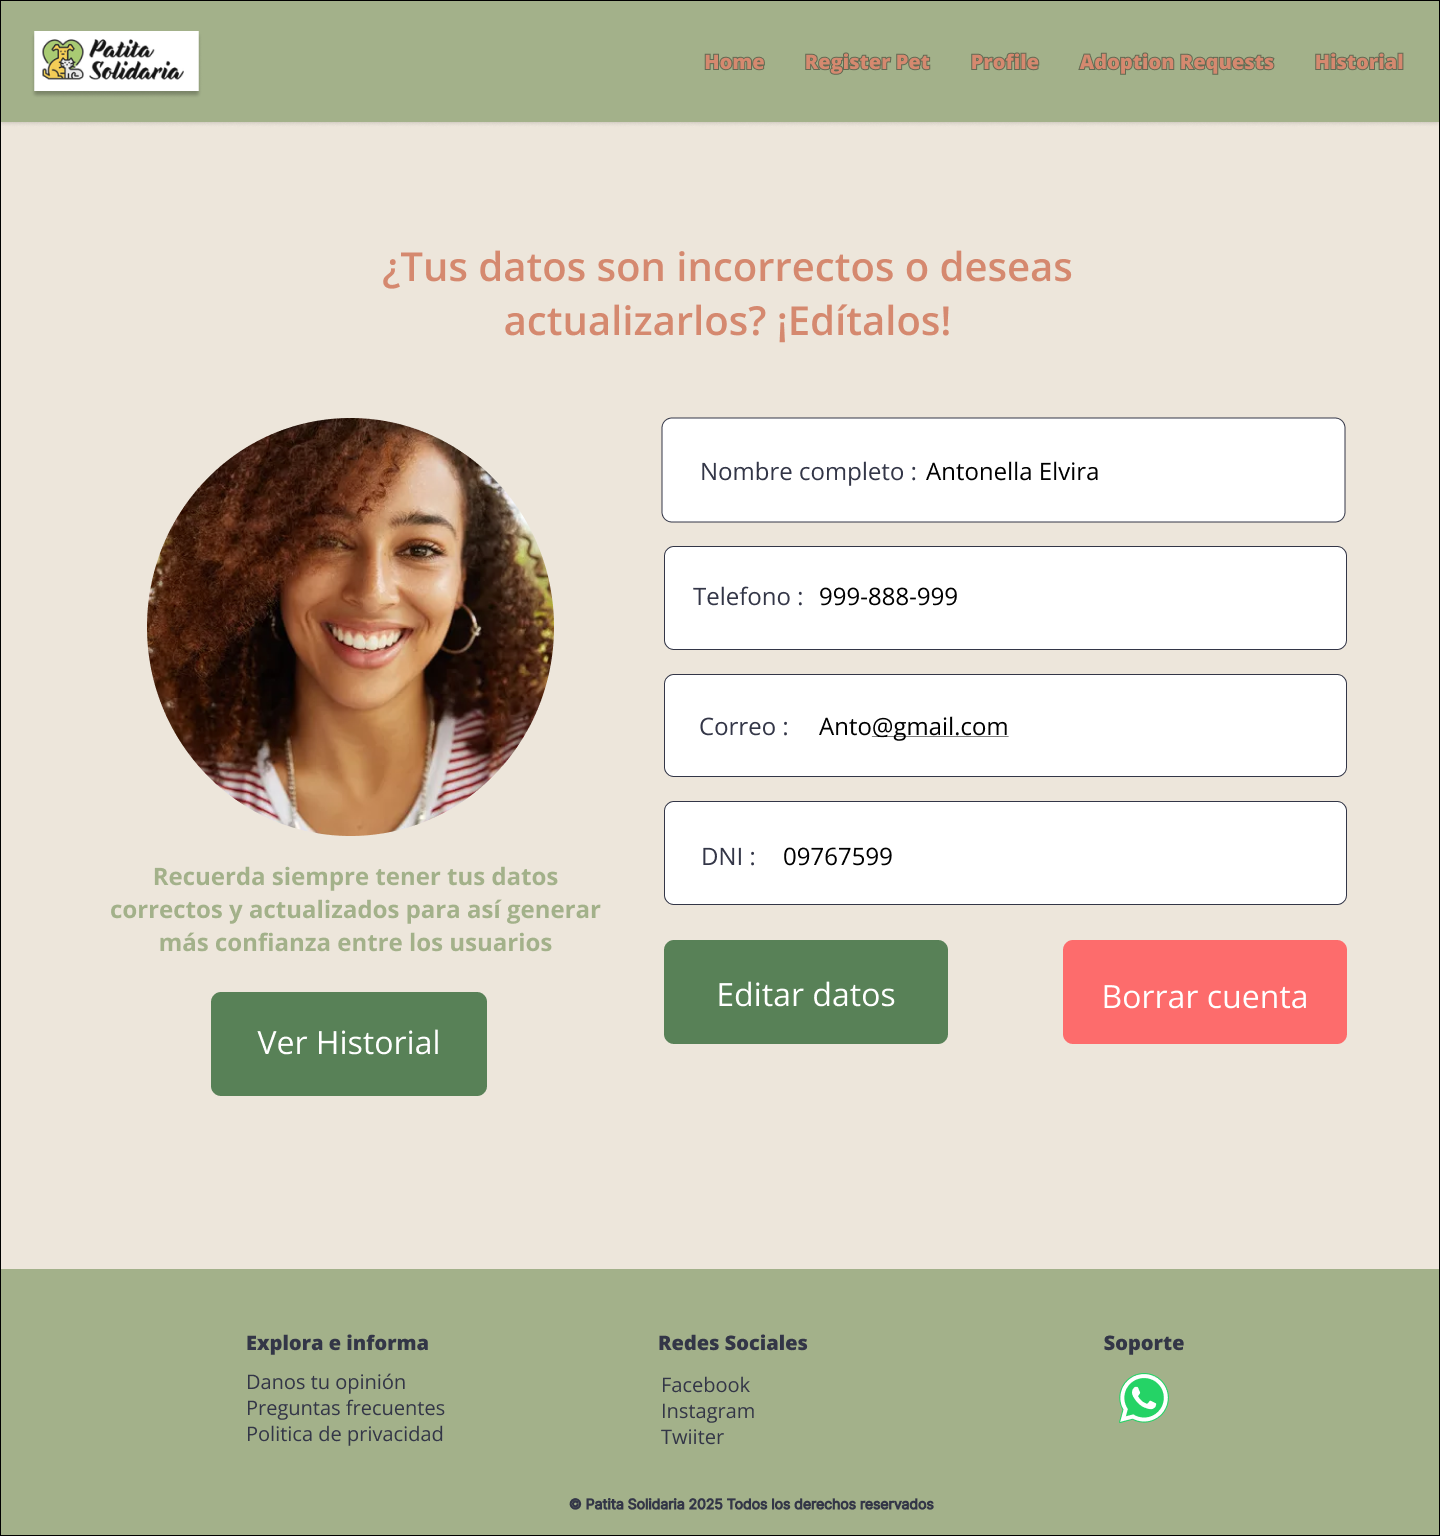 Patita
Solidaria
Home Register Pet Profile Adoption Requests Historial
¿Tus datos son incorrectos o deseas
actualizarlos? ¡Edítalos!
Nombre completo : Antonella Elvira
Telefono : 999-888-999
Correo : Anto@gmail.com
DNI : 09767599
Recuerda siempre tener tus datos
correctos y actualizados para así generar
más confianza entre los usuarios
Editar datos
Borrar cuenta
Ver Historial
Explora e informa
Danos tu opinión
Preguntas frecuentes
Politica de privacidad
Redes Sociales
Facebook
Instagram
Twiiter
Soporte
© Patita Solidaria 2025 Todos los derechos reservados